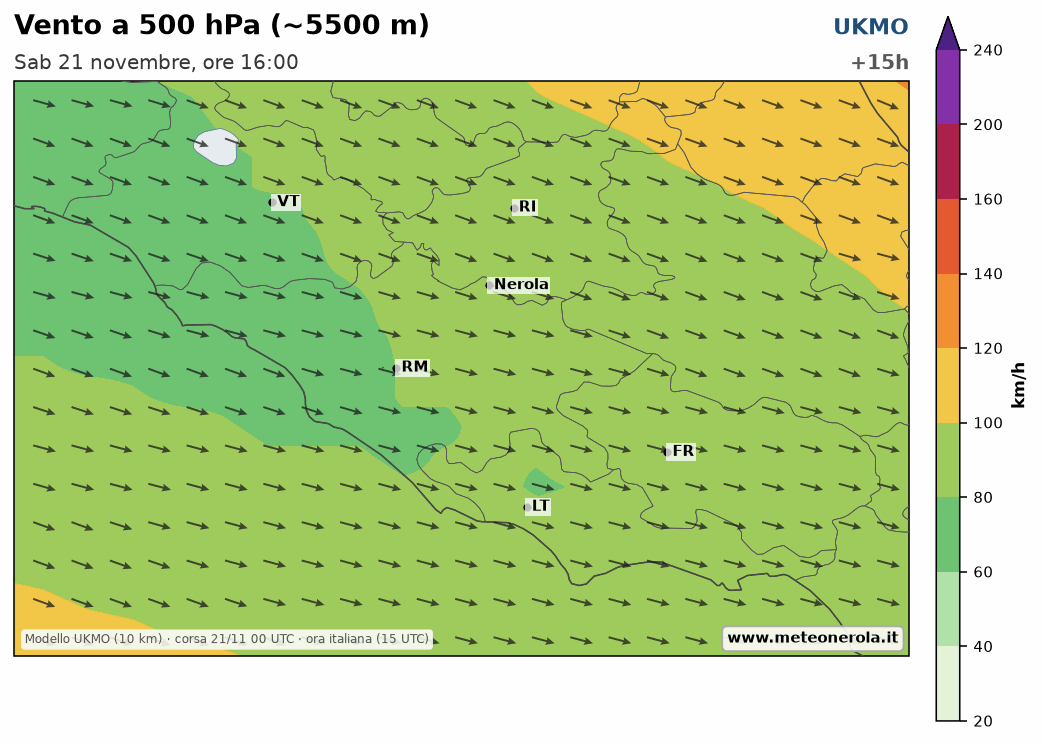 Vento a 500 hPa (~5500 m)
UKMO
Sab 21 novembre, ore 16:00
+15h
VT
RI
Nerola
RM
FR
LT
Modello UKMO (10 km) · corsa 21/11 00 UTC · ora italiana (15 UTC)
www.meteonerola.it
240
200
160
140
120
100
80
60
40
20
km/h